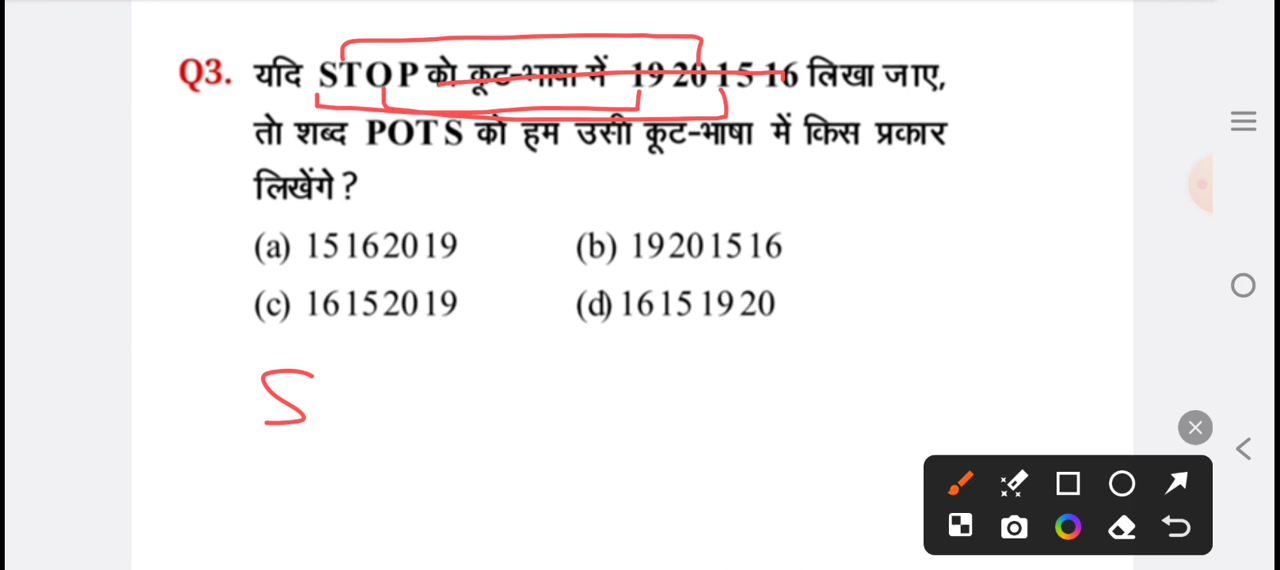 Q3. यदि STOP को कूट-भाषा में 19 20 15 16 लिखा जाए,
तो शब्द POTS को हम उसी कूट-भाषा में किस प्रकार
लिखेंगे ?
(a) 15 16 20 19 (b) 19 20 15 16
(c) 16 15 20 19 (d) 16 15 19 20
S